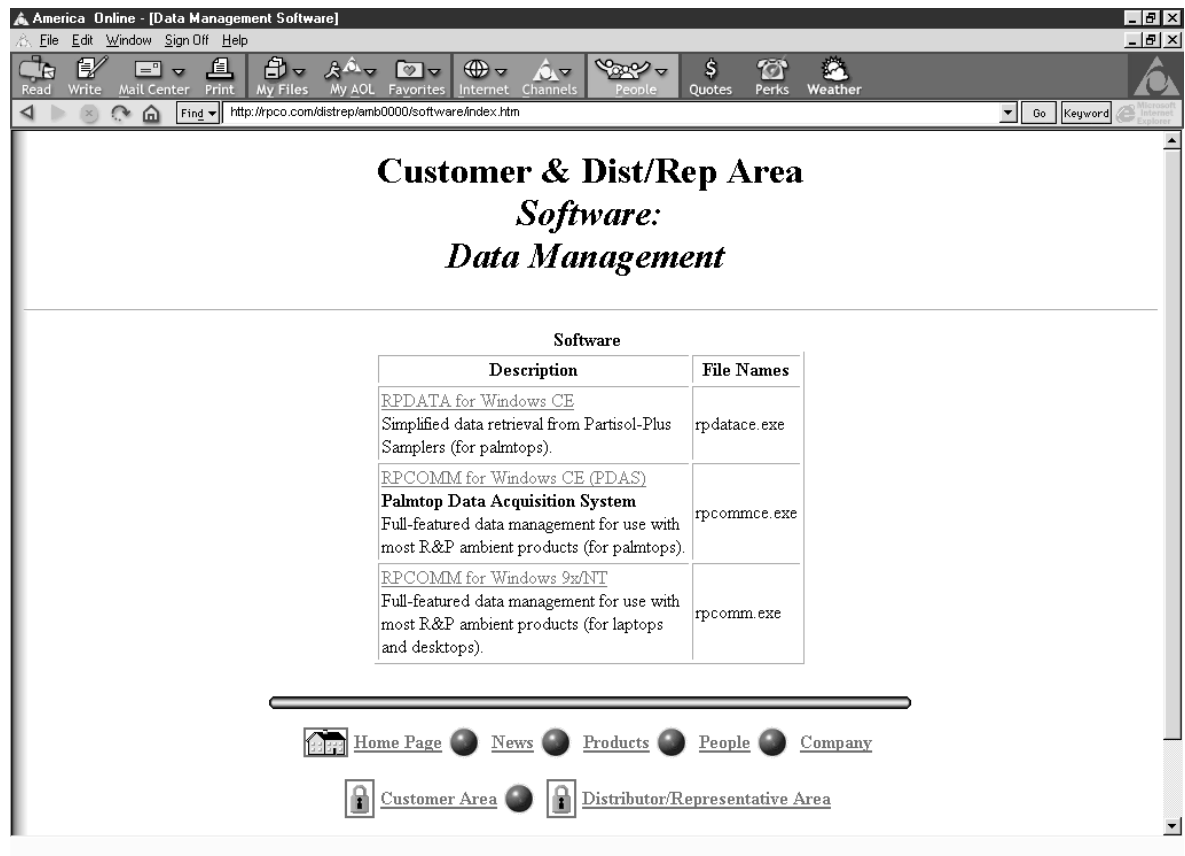 America Online - [Data Management Software]
File Edit Window Sign Off Help
Read Write Mail Center Print My Files My AOL Favorites Internet Channels People Quotes Perks Weather
Find http://rpco.com/distrep/amb0000/software/index.htm Go Keyword Microsoft Internet Explorer
Customer & Dist/Rep Area
Software:
Data Management
Software
Description File Names
RPDATA for Windows CE
Simplified data retrieval from Partisol-Plus
Samplers (for palmtops).
rpdatace.exe
RPCOMM for Windows CE (PDAS)
Palmtop Data Acquisition System
Full-featured data management for use with
most R&P ambient products (for palmtops).
rpcommce.exe
RPCOMM for Windows 9x/NT
Full-featured data management for use with
most R&P ambient products (for laptops
and desktops).
rpcomm.exe
Home Page News Products People Company
Customer Area Distributor/Representative Area